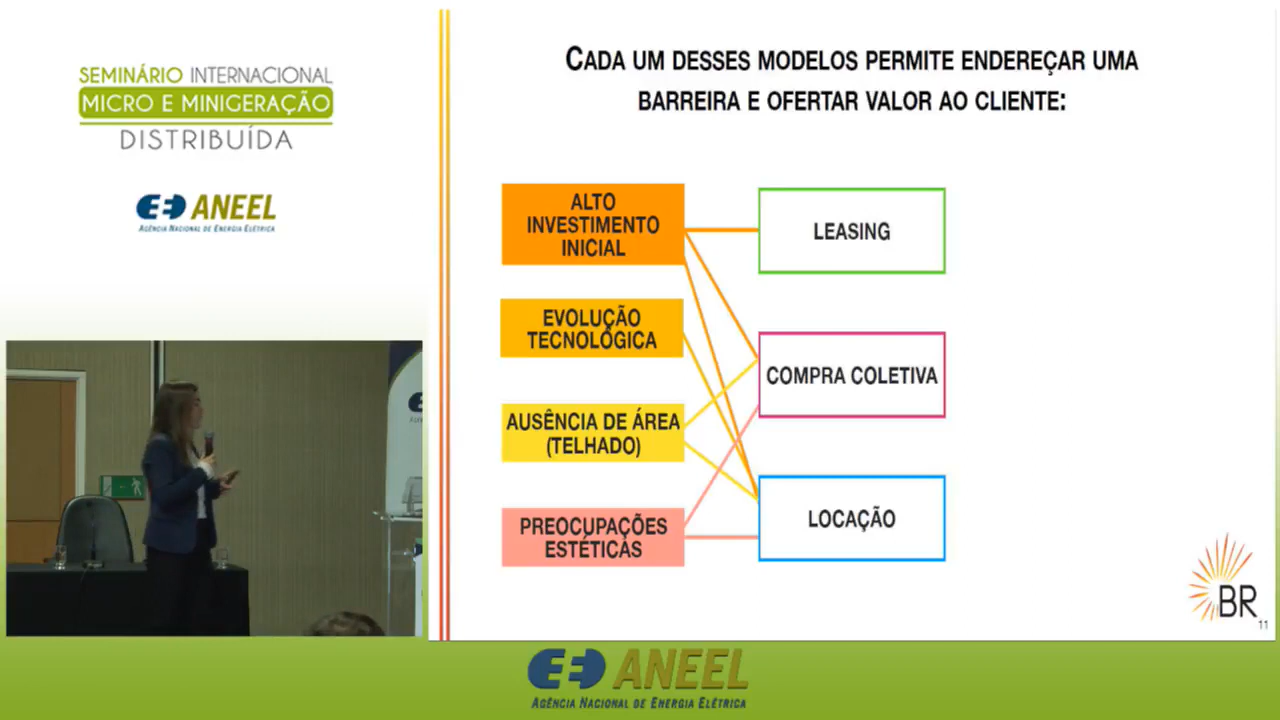 SEMINÁRIO INTERNACIONAL
MICRO E MINIGERAÇÃO
DISTRIBUÍDA
ANEEL
AGÊNCIA NACIONAL DE ENERGIA ELÉTRICA
CADA UM DESSES MODELOS PERMITE ENDEREÇAR UMA
BARREIRA E OFERTAR VALOR AO CLIENTE:
ALTO
INVESTIMENTO
INICIAL
LEASING
EVOLUÇÃO
TECNOLÓGICA
COMPRA COLETIVA
AUSÊNCIA DE ÁREA
(TELHADO)
PREOCUPAÇÕES
ESTÉTICAS
LOCAÇÃO
BR
11
ANEEL
AGÊNCIA NACIONAL DE ENERGIA ELÉTRICA